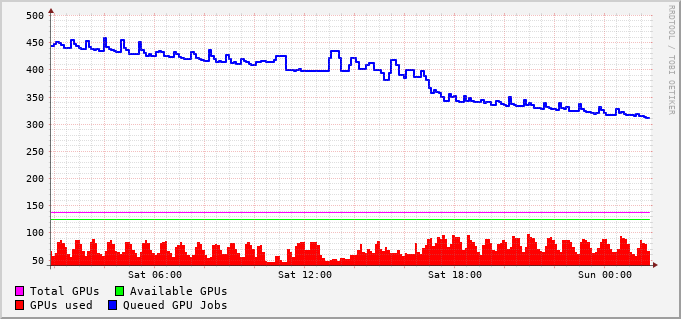 500
450
400
350
300
250
200
150
100
50
Sat 06:00 Sat 12:00 Sat 18:00 Sun 00:00
Total GPUs Available GPUs
GPUs used Queued GPU Jobs
RRDTOOL / TOBI OETIKER